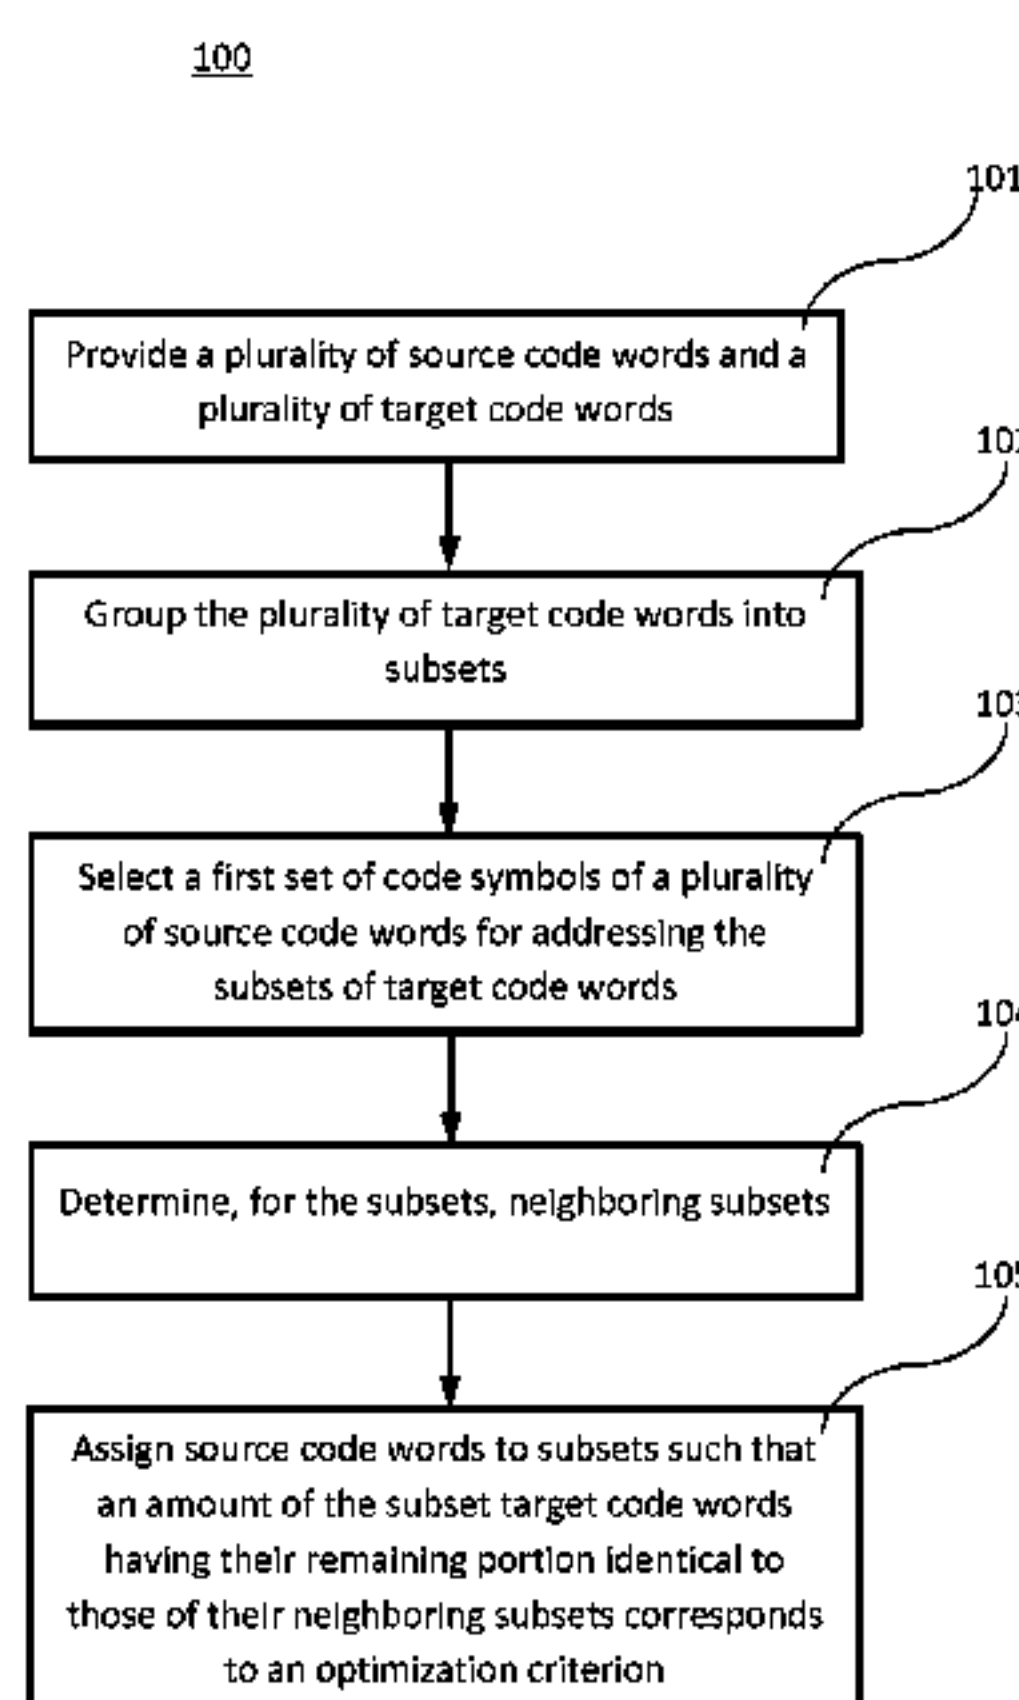 100
101
Provide a plurality of source code words and a
plurality of target code words
102
Group the plurality of target code words into
subsets
103
Select a first set of code symbols of a plurality
of source code words for addressing the
subsets of target code words
104
Determine, for the subsets, neighboring subsets
105
Assign source code words to subsets such that
an amount of the subset target code words
having their remaining portion identical to
those of their neighboring subsets corresponds
to an optimization criterion